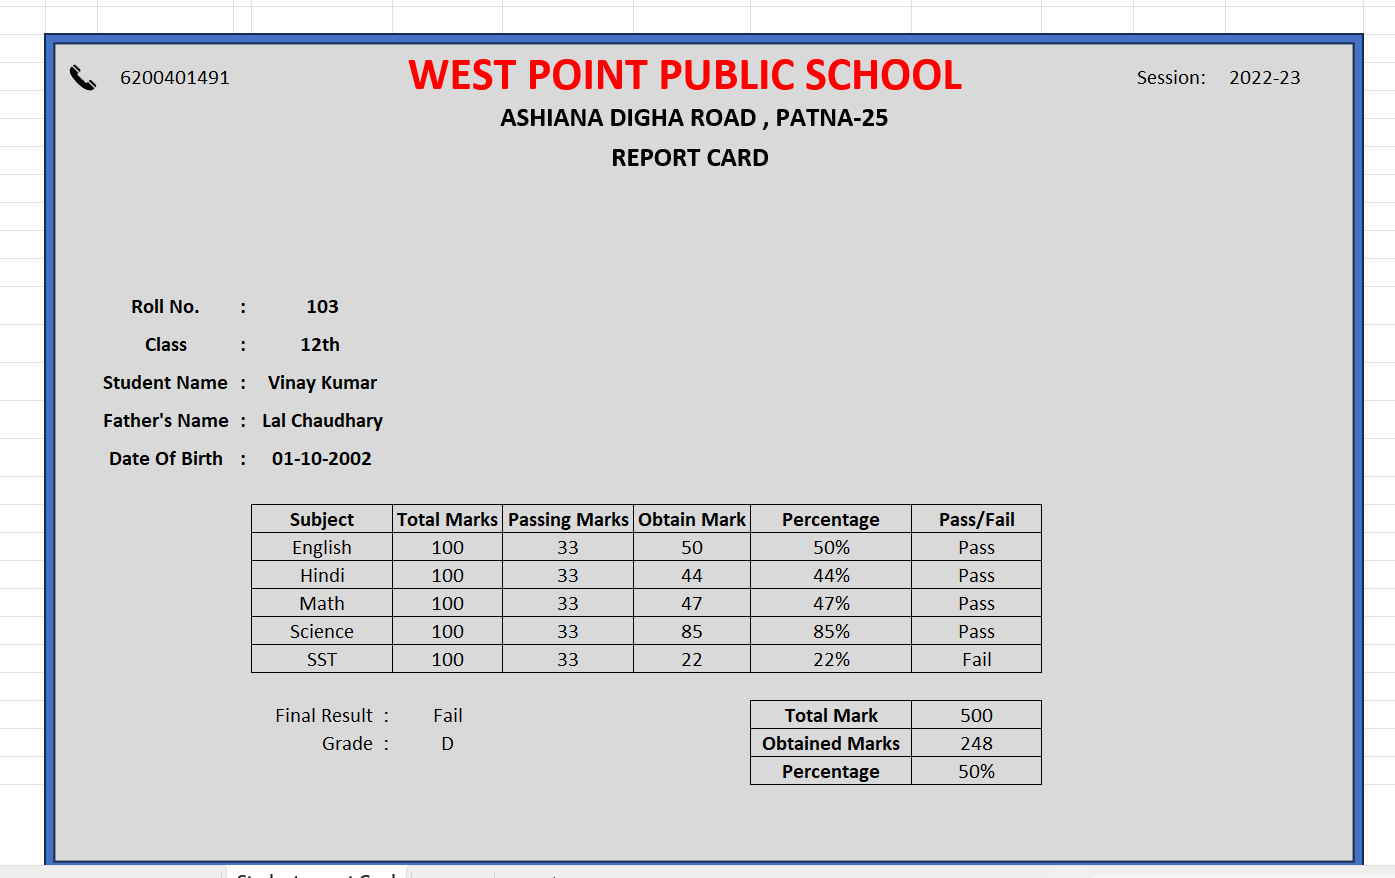 6200401491 WEST POINT PUBLIC SCHOOL Session: 2022-23
ASHIANA DIGHA ROAD , PATNA-25
REPORT CARD
Roll No. : 103
Class : 12th
Student Name : Vinay Kumar
Father's Name : Lal Chaudhary
Date Of Birth : 01-10-2002
Subject Total Marks Passing Marks Obtain Mark Percentage Pass/Fail
English 100 33 50 50% Pass
Hindi 100 33 44 44% Pass
Math 100 33 47 47% Pass
Science 100 33 85 85% Pass
SST 100 33 22 22% Fail
Final Result : Fail Total Mark 500
Grade : D Obtained Marks 248
Percentage 50%